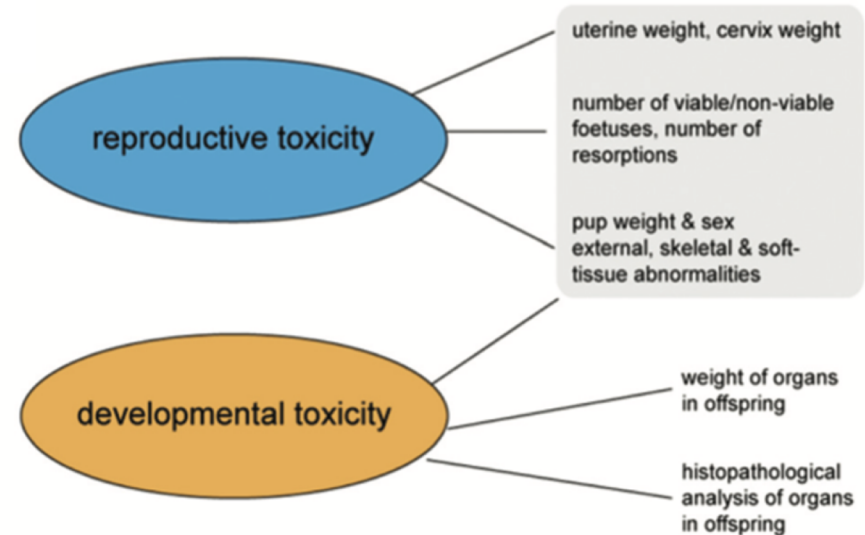 uterine weight, cervix weight
reproductive toxicity
number of viable/non-viable
foetuses, number of
resorptions
pup weight & sex
external, skeletal & soft-
tissue abnormalities
developmental toxicity
weight of organs
in offspring
histopathological
analysis of organs
in offspring